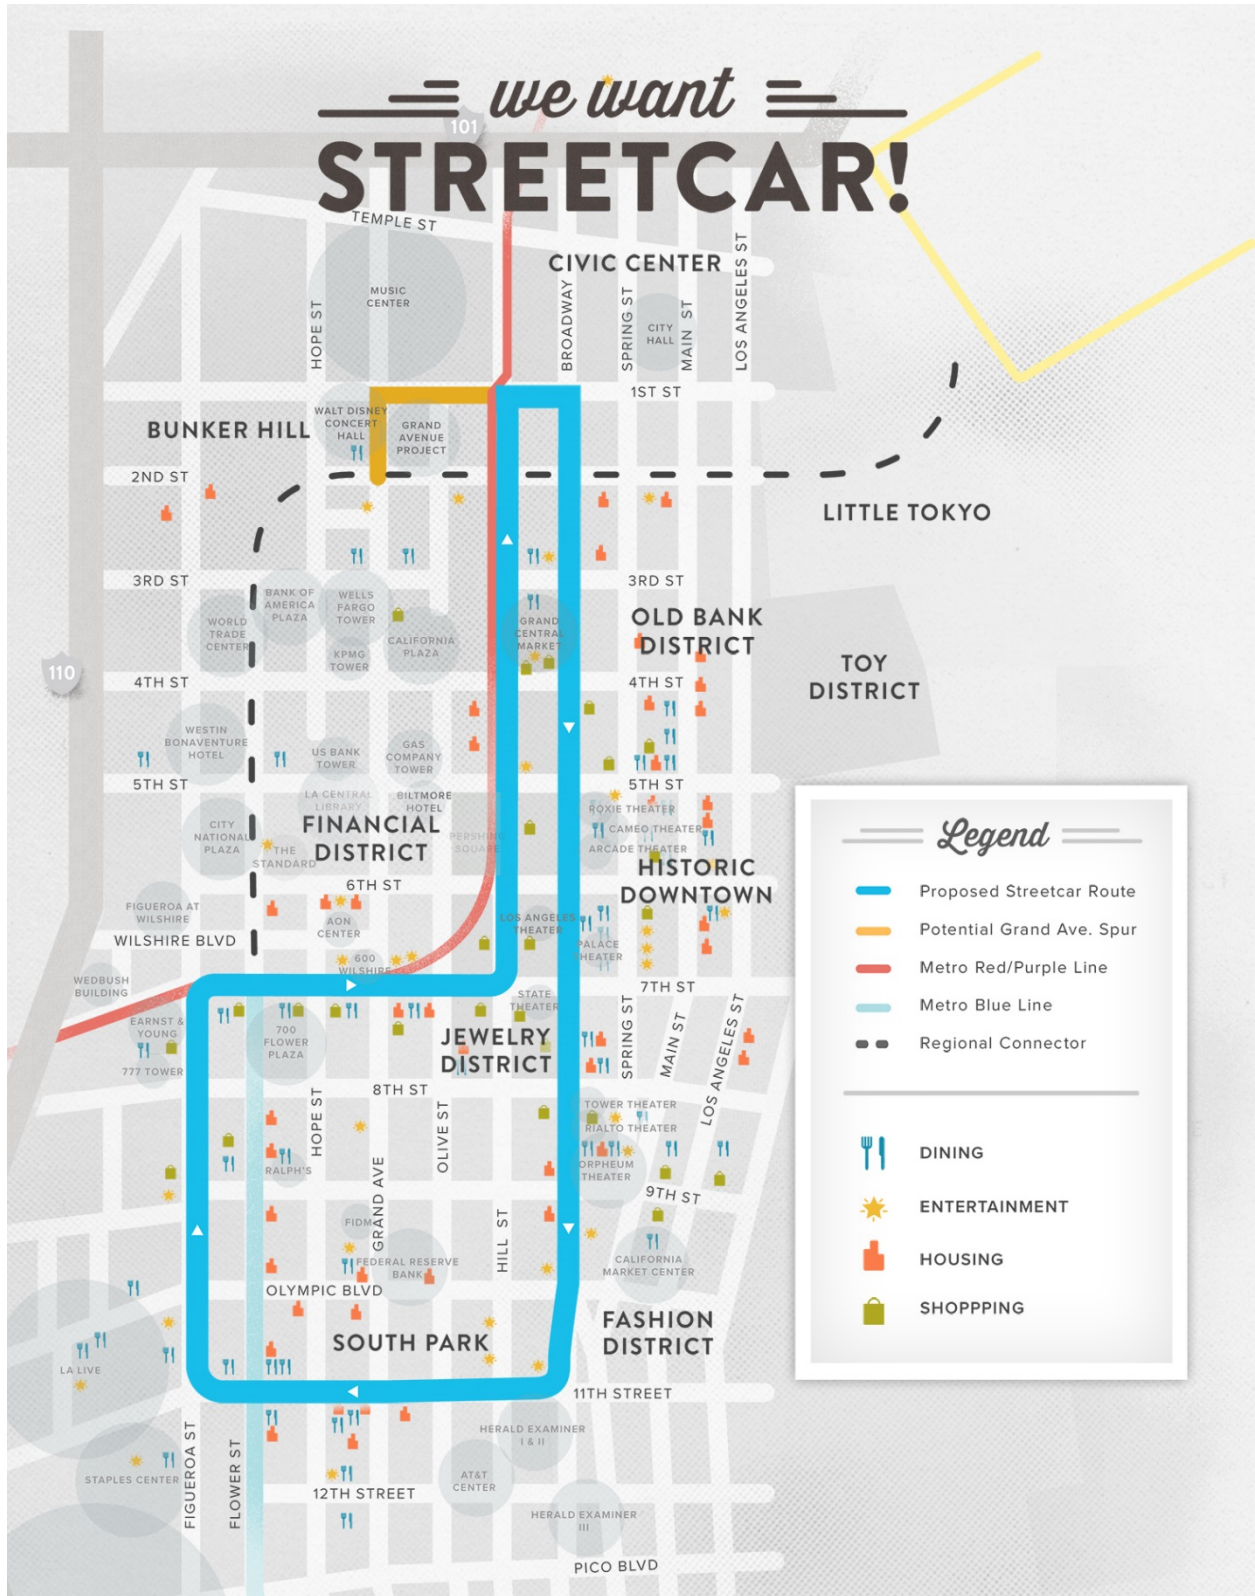 we want
101
STREETCAR!
TEMPLE ST
CIVIC CENTER
MUSIC
CENTER
HOPE ST
BROADWAY
SPRING ST
CITY
HALL
MAIN ST
LOS ANGELES ST
1ST ST
WALT DISNEY
CONCERT
HALL
GRAND
AVENUE
PROJECT
BUNKER HILL
2ND ST
LITTLE TOKYO
3RD ST
BANK OF
AMERICA
PLAZA
WELLS
FARGO
TOWER
WORLD
TRADE
CENTER
KPMG
TOWER
CALIFORNIA
PLAZA
GRAND
CENTRAL
MARKET
3RD ST
OLD BANK
DISTRICT
110
TOY
DISTRICT
4TH ST
4TH ST
WESTIN
BONAVENTURE
HOTEL
US BANK
TOWER
GAS
COMPANY
TOWER
5TH ST
5TH ST
LA CENTRAL
LIBRARY
BILTMORE
HOTEL
ROXIE THEATER
CAMEO THEATER
ARCADE THEATER
CITY
NATIONAL
PLAZA
THE
STANDARD
FINANCIAL
DISTRICT
PERSHING
SQUARE
HISTORIC
DOWNTOWN
6TH ST
FIGUEROA AT
WILSHIRE
AON
CENTER
LOS ANGELES
THEATER
WILSHIRE BLVD
PALACE
THEATER
600
WILSHIRE
WEDBUSH
BUILDING
7TH ST
STATE
THEATER
EARNST &
YOUNG
777 TOWER
700
FLOWER
PLAZA
JEWELRY
DISTRICT
SPRING ST
MAIN ST
LOS ANGELES ST
8TH ST
HOPE ST
OLIVE ST
TOWER THEATER
RIALTO THEATER
RALPH'S
ORPHEUM
THEATER
GRAND AVE
9TH ST
FIDM
HILL ST
FEDERAL RESERVE
BANK
CALIFORNIA
MARKET CENTER
OLYMPIC BLVD
SOUTH PARK
FASHION
DISTRICT
LA LIVE
11TH STREET
FIGUEROA ST
FLOWER ST
HERALD EXAMINER
I & II
STAPLES CENTER
AT&T
CENTER
12TH STREET
HERALD EXAMINER
III
PICO BLVD
Legend
Proposed Streetcar Route
Potential Grand Ave. Spur
Metro Red/Purple Line
Metro Blue Line
Regional Connector
DINING
ENTERTAINMENT
HOUSING
SHOPPPING